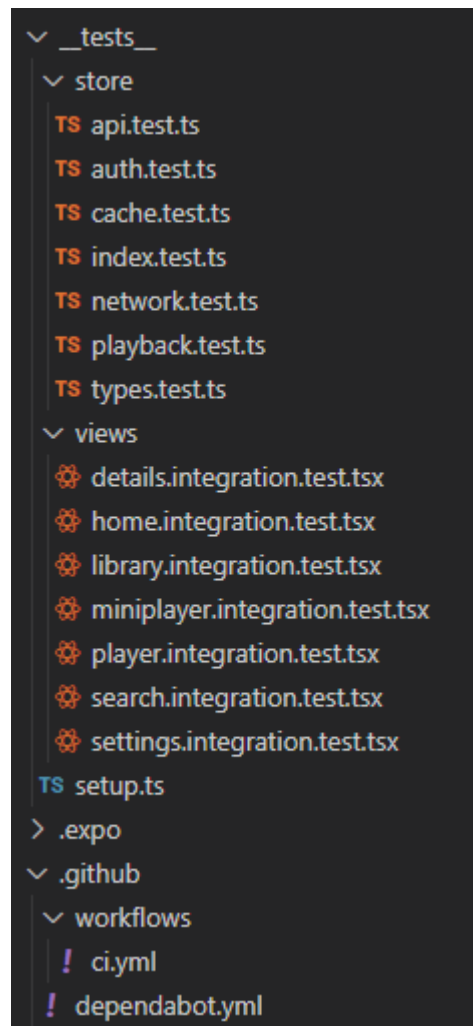 __tests__
store
TS api.test.ts
TS auth.test.ts
TS cache.test.ts
TS index.test.ts
TS network.test.ts
TS playback.test.ts
TS types.test.ts
views
details.integration.test.tsx
home.integration.test.tsx
library.integration.test.tsx
miniplayer.integration.test.tsx
player.integration.test.tsx
search.integration.test.tsx
settings.integration.test.tsx
TS setup.ts
.expo
.github
workflows
! ci.yml
! dependabot.yml